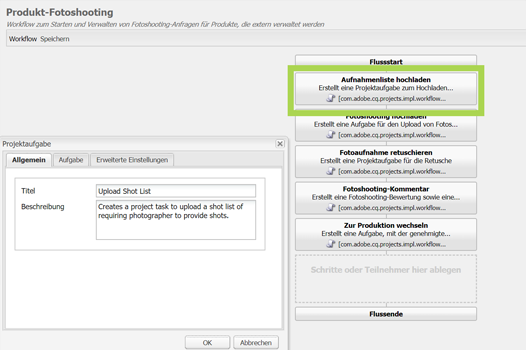 Produkt-Fotoshooting
Workflow zum Starten und Verwalten von Fotoshooting-Anfragen für Produkte, die extern verwaltet werden
Workflow Speichern
Flussstart
Aufnahmenliste hochladen
Erstellt eine Projektaufgabe zum Hochladen...
[com.adobe.cq.projects.impl.workflow...
Fotoshooting hochladen
Erstellt eine Aufgabe für den Upload von Fotos...
[com.adobe.cq.projects.impl.workflow...
Fotoaufnahme retuschieren
Erstellt eine Projektaufgabe für die Retusche
[com.adobe.cq.projects.impl.workflow...
Fotoshooting-Kommentar
Erstellt eine Fotoshooting-Bewertung sowie eine...
[com.adobe.cq.projects.impl.workflow...
Zur Produktion wechseln
Erstellt eine Aufgabe, mit der genehmigte...
[com.adobe.cq.projects.impl.workflow...
Schritte oder Teilnehmer hier ablegen
Flussende
Projektaufgabe
Allgemein Aufgabe Erweiterte Einstellungen
Titel Upload Shot List
Beschreibung Creates a project task to upload a shot list of
requiring photographer to provide shots.
OK Abbrechen